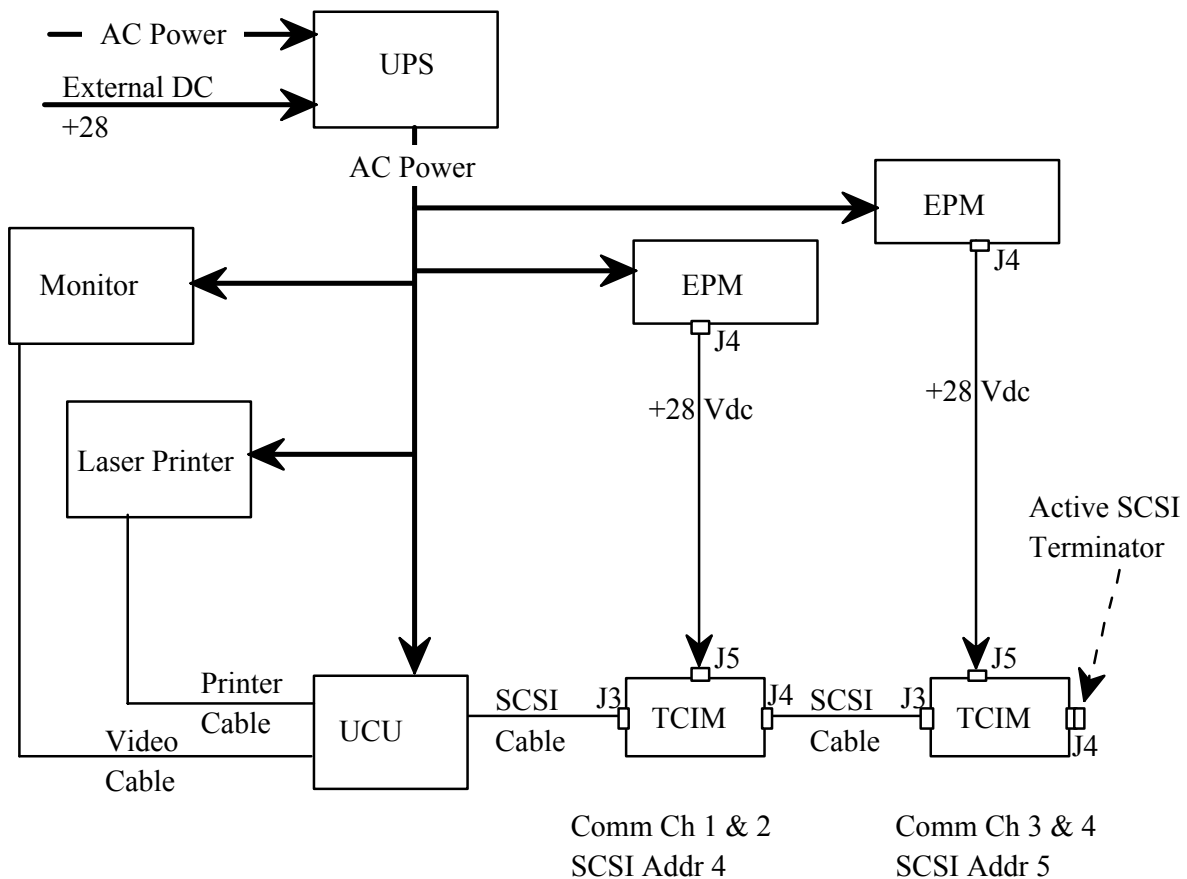 AC Power
UPS
External DC
+28
AC Power
EPM
J4
EPM
J4
Monitor
+28 Vdc
+28 Vdc
Laser Printer
Active SCSI
Terminator
Printer
Cable
Video
Cable
UCU
SCSI
Cable
J3
J5
TCIM
J4
SCSI
Cable
J3
J5
TCIM
J4
Comm Ch 1 & 2
SCSI Addr 4
Comm Ch 3 & 4
SCSI Addr 5